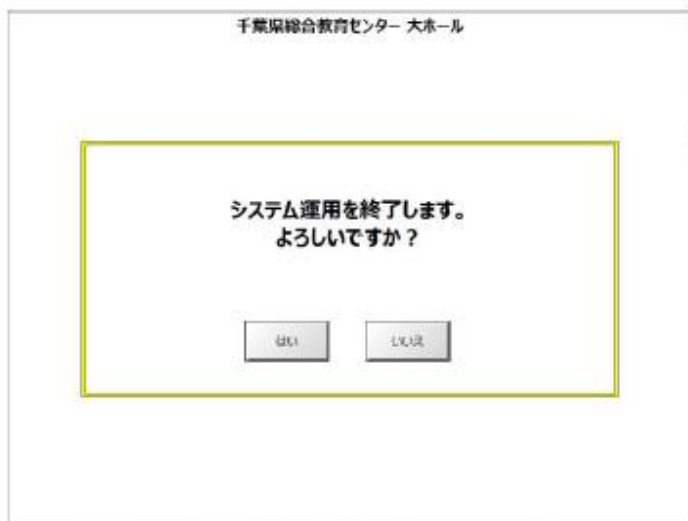 千葉県総合教育センター 大ホール
システム運用を終了します。
よろしいですか？
はい
いいえ